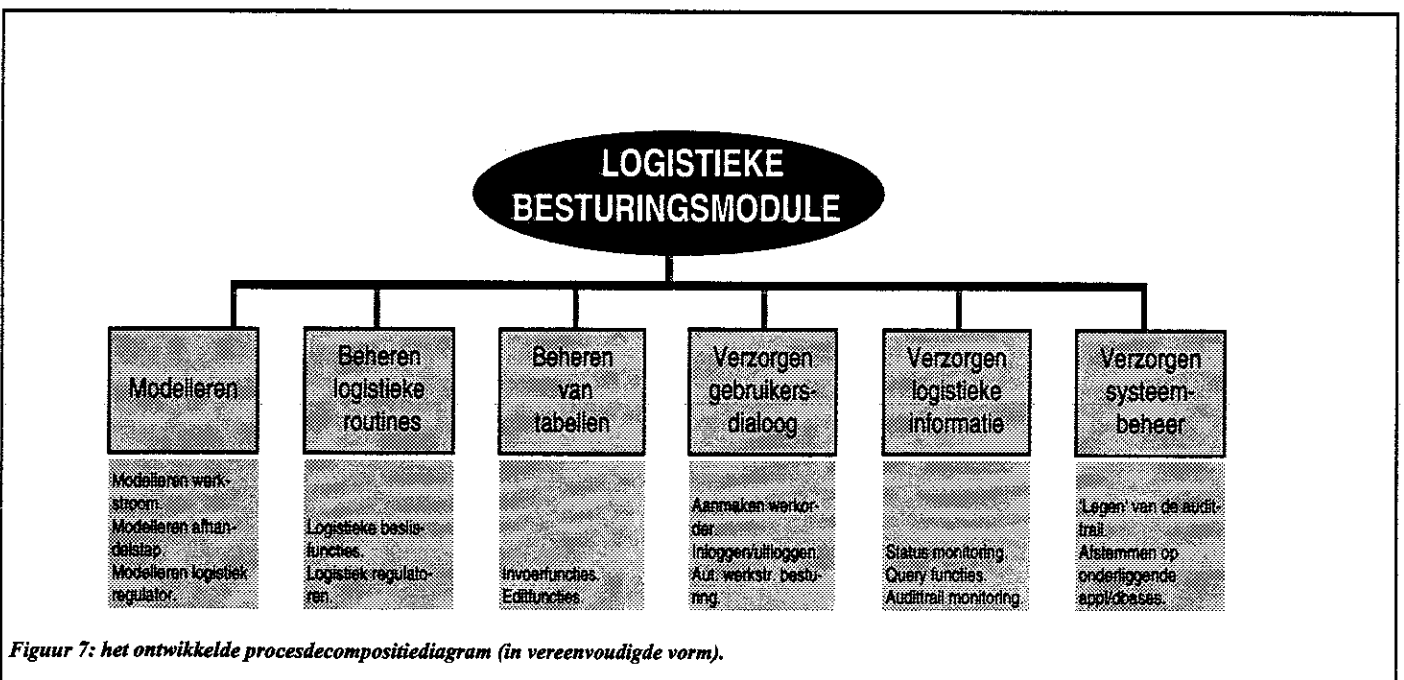 LOGISTIEKE
BESTURINGSMODULE
Modelleren
Beheren
logistieke
routines
Beheren
van
tabellen
Verzorgen
gebruikers-
dialoog
Verzorgen
logistieke
informatie
Verzorgen
systeem-
beheer
Modelleren werk-
stroom.
Modelleren afhan-
delstap.
Modelleren logistiek
regulator.
Logistieke beslis-
functies.
Logistiek regulato-
ren.
Invoerfuncties.
Editfuncties.
Aanmaken werkor-
der.
Inloggen/uitloggen.
Aut. werkstr. bestu-
ring.
Status monitoring
Query functies.
Audittrail monitoring.
'Legen' van de audit-
trail.
Afstemmen op
onderliggende
appl/dbases.
Figuur 7: het ontwikkelde procesdecompositiediagram (in vereenvoudigde vorm).